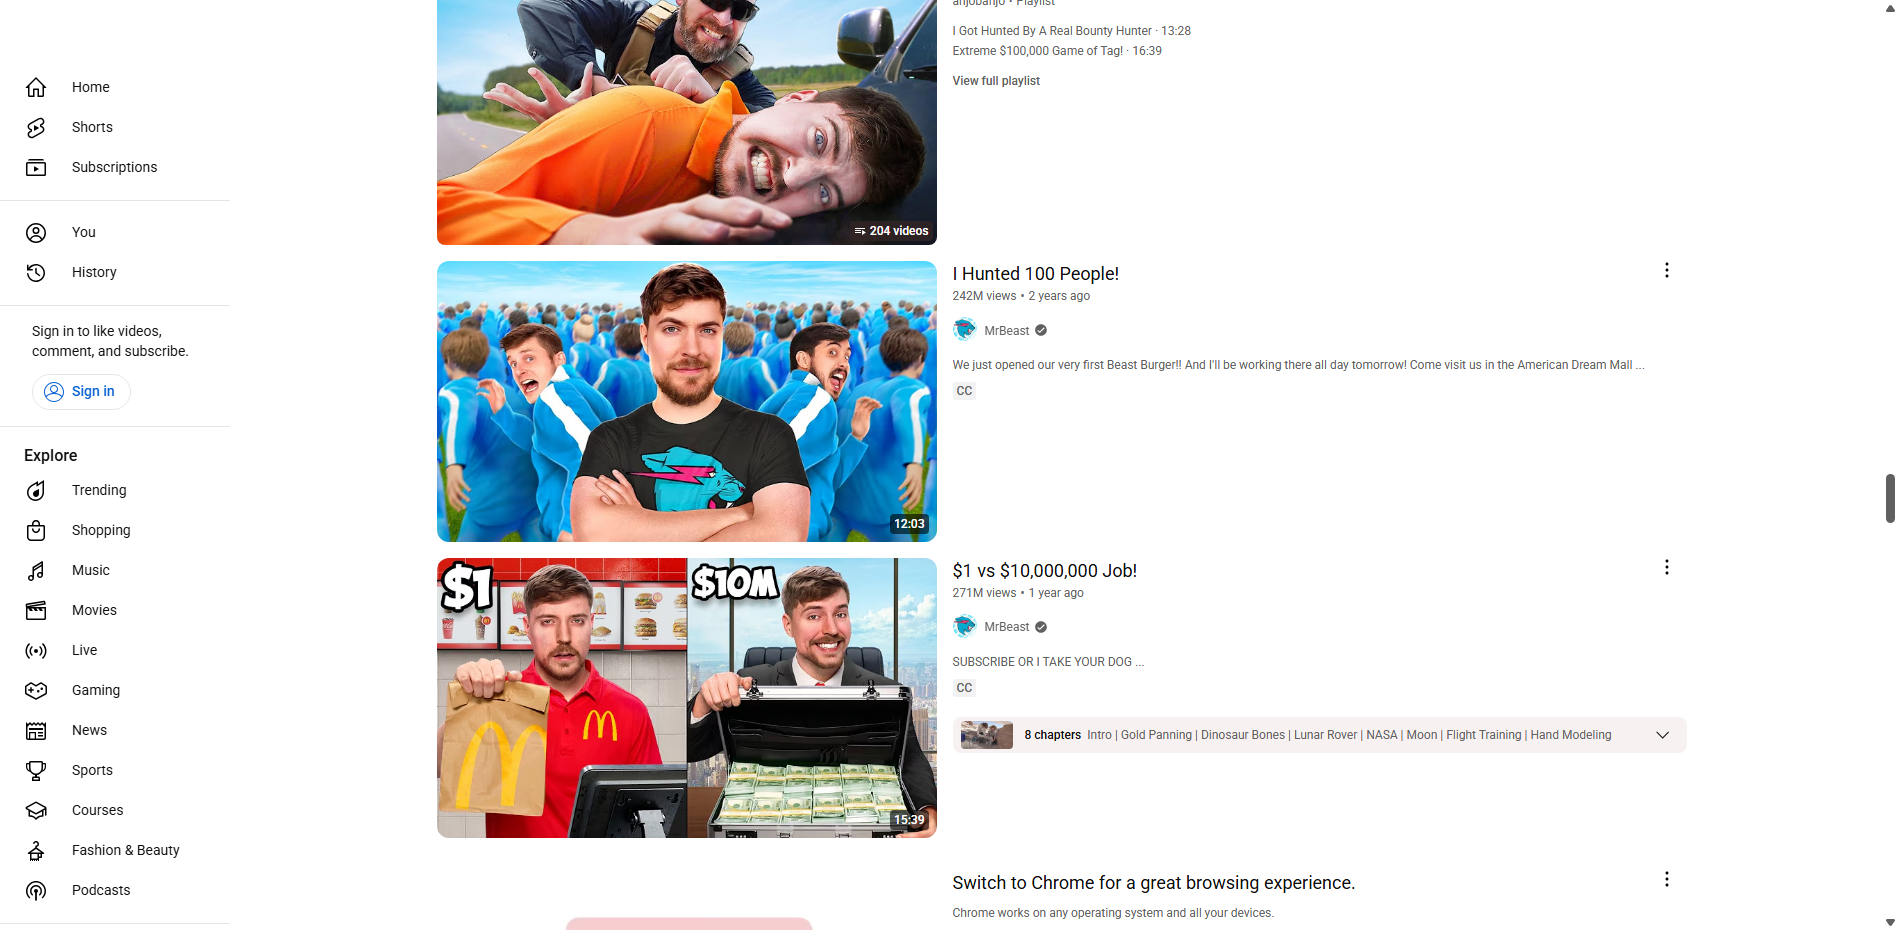 Home
Shorts
Subscriptions
You
History
Sign in to like videos,
comment, and subscribe.
Sign in
Explore
Trending
Shopping
Music
Movies
Live
Gaming
News
Sports
Courses
Fashion & Beauty
Podcasts
204 videos
anjobanjo • Playlist
I Got Hunted By A Real Bounty Hunter · 13:28
Extreme $100,000 Game of Tag! · 16:39
View full playlist
12:03
I Hunted 100 People!
242M views • 2 years ago
MrBeast
We just opened our very first Beast Burger!! And I'll be working there all day tomorrow! Come visit us in the American Dream Mall ...
CC
$1
$10M
15:39
$1 vs $10,000,000 Job!
271M views • 1 year ago
MrBeast
SUBSCRIBE OR I TAKE YOUR DOG ...
CC
8 chapters Intro | Gold Panning | Dinosaur Bones | Lunar Rover | NASA | Moon | Flight Training | Hand Modeling
Switch to Chrome for a great browsing experience.
Chrome works on any operating system and all your devices.